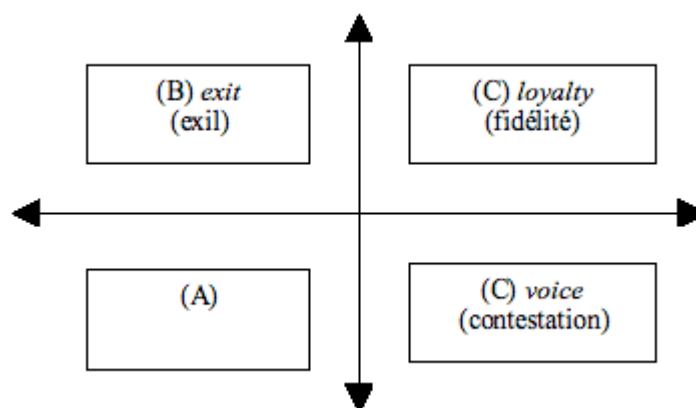 (B) exit
(exil)
(C) loyalty
(fidélité)
(A)
(C) voice
(contestation)